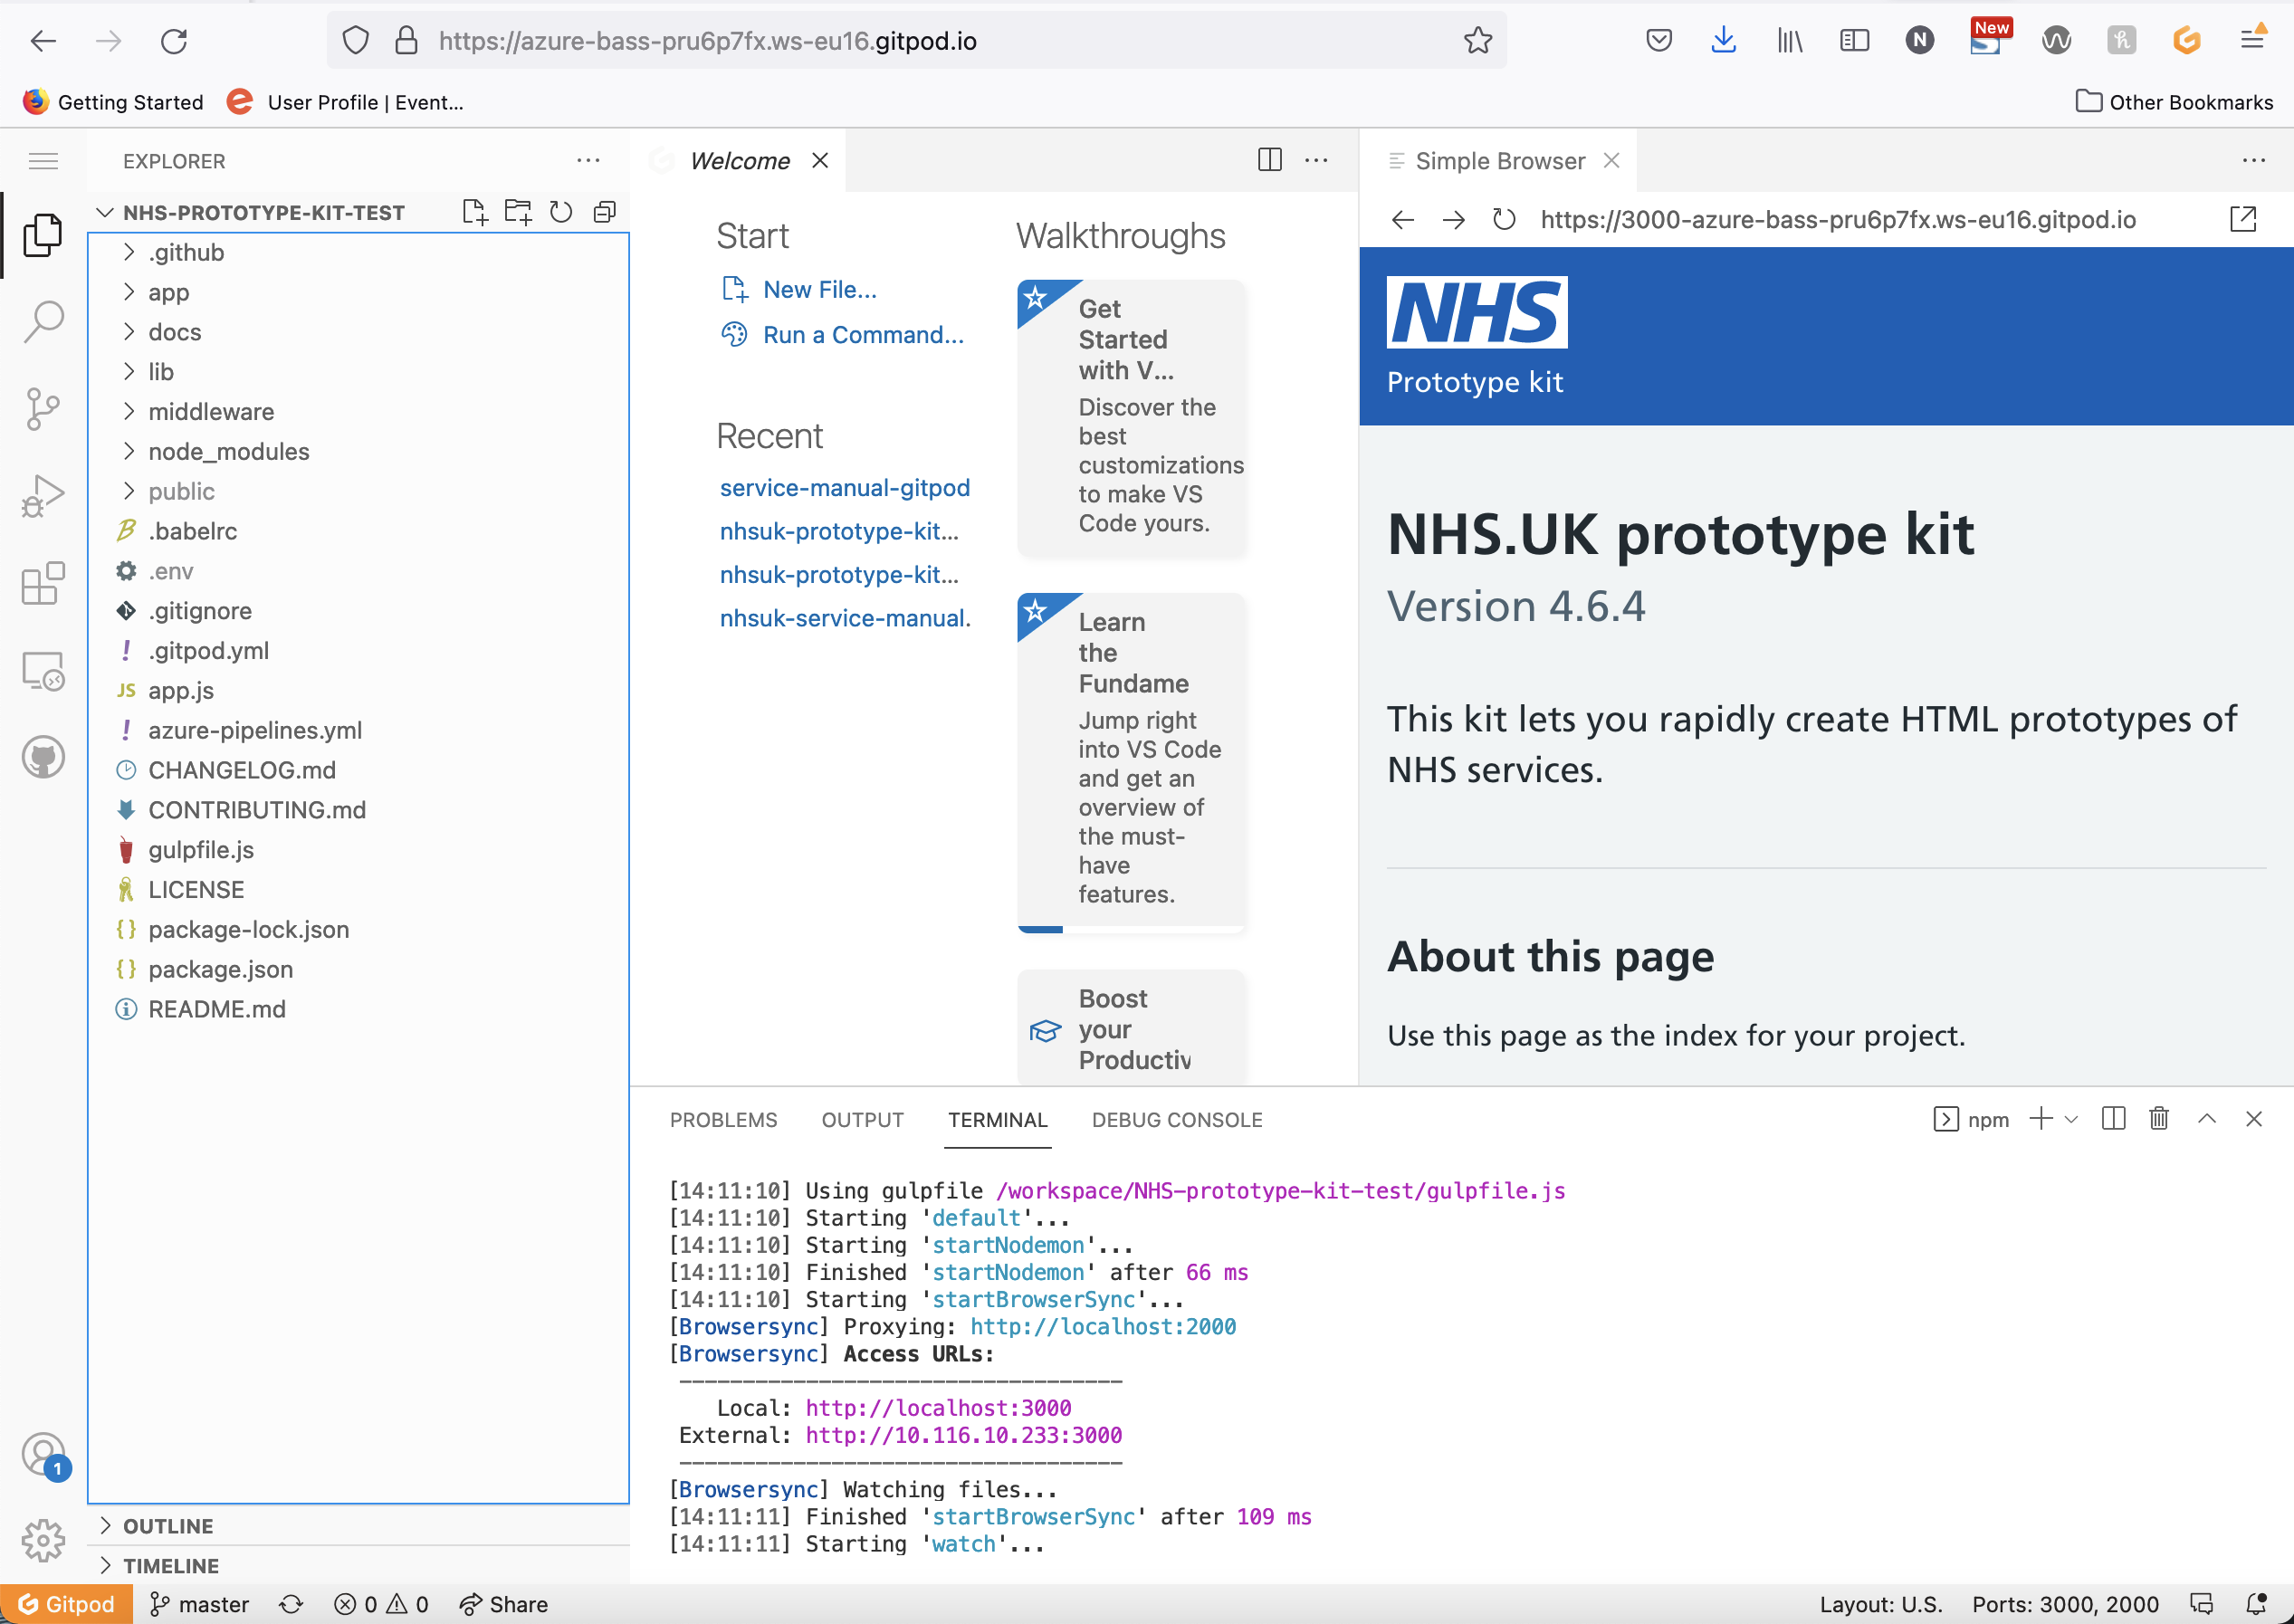 https://azure-bass-pru6p7fx.ws-eu16.gitpod.io
N
New
h
Getting Started
User Profile | Event...
Other Bookmarks
EXPLORER
NHS-PROTOTYPE-KIT-TEST
.github
app
docs
lib
middleware
node_modules
public
.babelrc
.env
.gitignore
! .gitpod.yml
JS app.js
! azure-pipelines.yml
CHANGELOG.md
CONTRIBUTING.md
gulpfile.js
LICENSE
{} package-lock.json
{} package.json
README.md
1
OUTLINE
TIMELINE
Welcome
Start
New File...
Run a Command...
Recent
service-manual-gitpod
nhsuk-prototype-kit...
nhsuk-prototype-kit...
nhsuk-service-manual.
Walkthroughs
Get
Started
with V...
Discover the
best
customizations
to make VS
Code yours.
Learn
the
Fundame
Jump right
into VS Code
and get an
overview of
the must-
have
features.
Boost
your
Productiv
Simple Browser
https://3000-azure-bass-pru6p7fx.ws-eu16.gitpod.io
NHS
Prototype kit
NHS.UK prototype kit
Version 4.6.4
This kit lets you rapidly create HTML prototypes of
NHS services.
About this page
Use this page as the index for your project.
PROBLEMS
OUTPUT
TERMINAL
DEBUG CONSOLE
npm
[14:11:10] Using gulpfile /workspace/NHS-prototype-kit-test/gulpfile.js
[14:11:10] Starting 'default'...
[14:11:10] Starting 'startNodemon'...
[14:11:10] Finished 'startNodemon' after 66 ms
[14:11:10] Starting 'startBrowserSync'...
[Browsersync] Proxying: http://localhost:2000
[Browsersync] Access URLs:
-----------------------------------
Local: http://localhost:3000
External: http://10.116.10.233:3000
-----------------------------------
[Browsersync] Watching files...
[14:11:11] Finished 'startBrowserSync' after 109 ms
[14:11:11] Starting 'watch'...
Gitpod
master
0
0
Share
Layout: U.S.
Ports: 3000, 2000